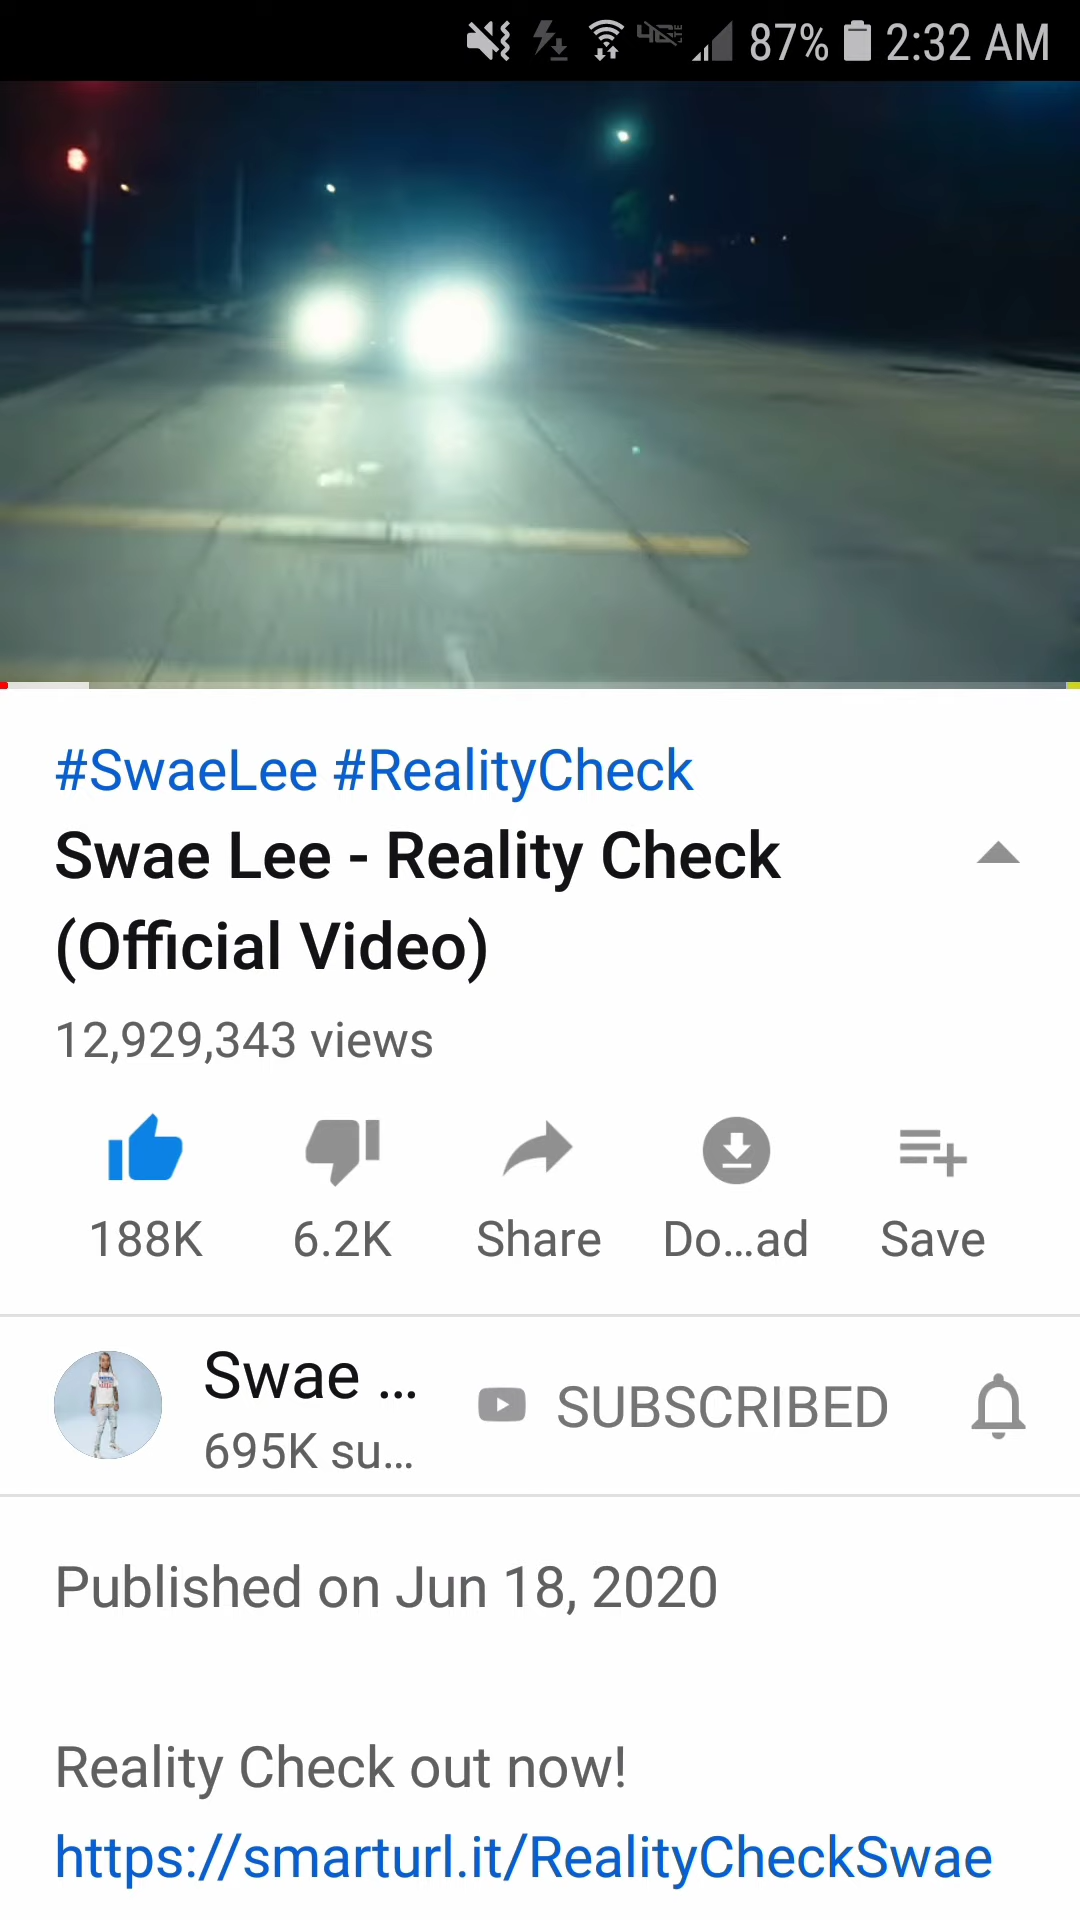 87% 2:32 AM
#SwaeLee #RealityCheck
Swae Lee - Reality Check
(Official Video)
12,929,343 views
188K 6.2K Share Do...ad Save
Swae ...
695K su...
SUBSCRIBED
Published on Jun 18, 2020
Reality Check out now!
https://smarturl.it/RealityCheckSwae